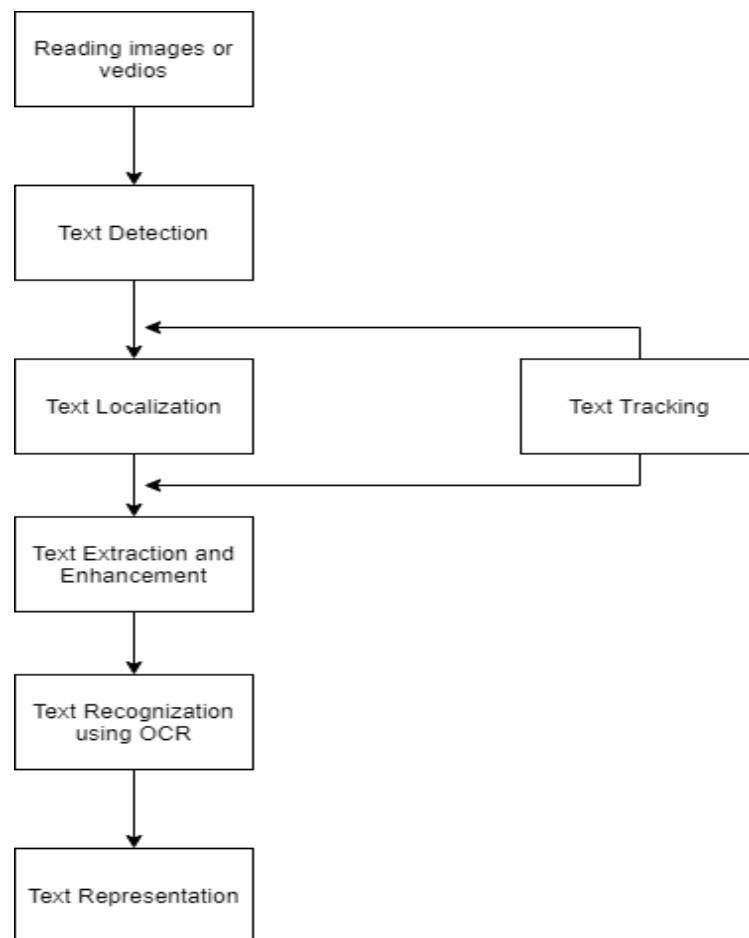 Reading images or
vedios
Text Detection
Text Localization
Text Tracking
Text Extraction and
Enhancement
Text Recognization
using OCR
Text Representation